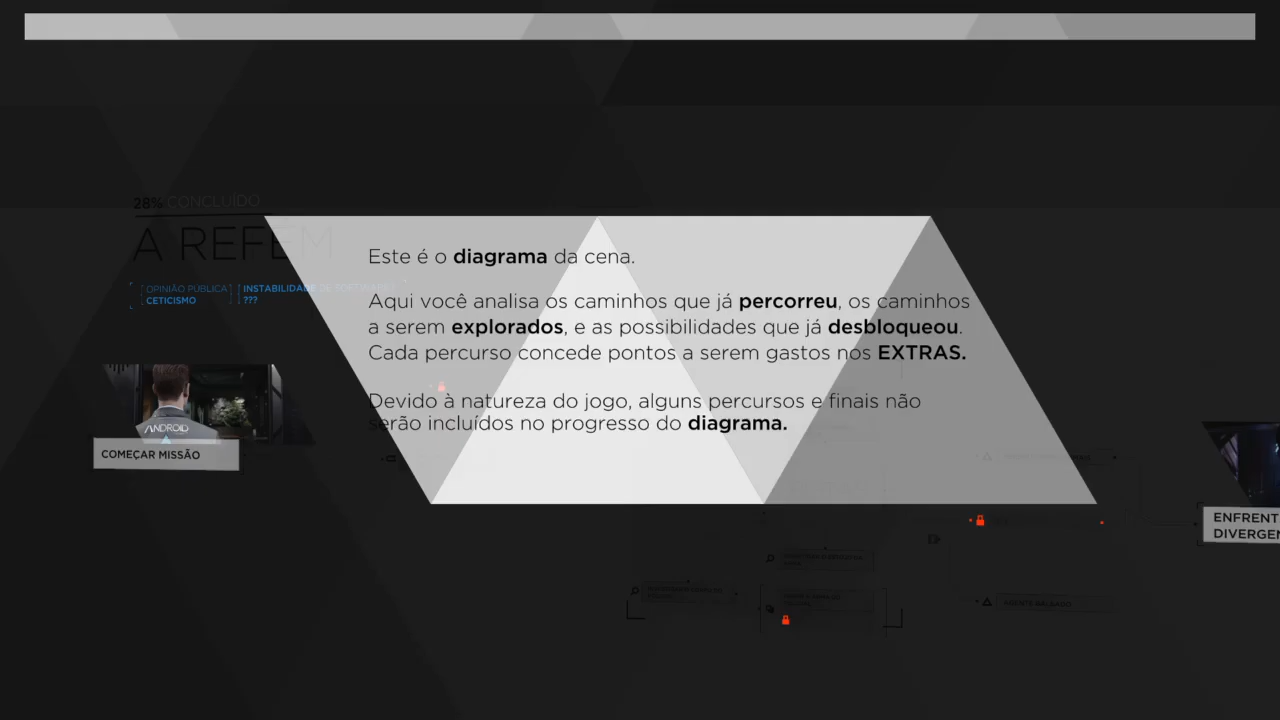 28% CONCLUÍDO
A REFÉM
OPINIÃO PÚBLICA
CETICISMO
INSTABILIDADE DE SOFTWARE
???
Este é o diagrama da cena.
Aqui você analisa os caminhos que já percorreu, os caminhos
a serem explorados, e as possibilidades que já desbloqueou.
Cada percurso concede pontos a serem gastos nos EXTRAS.
Devido à natureza do jogo, alguns percursos e finais não
serão incluídos no progresso do diagrama.
ANDROID
COMEÇAR MISSÃO
ENFRENT
DIVERGEN
AGENTE BALEADO